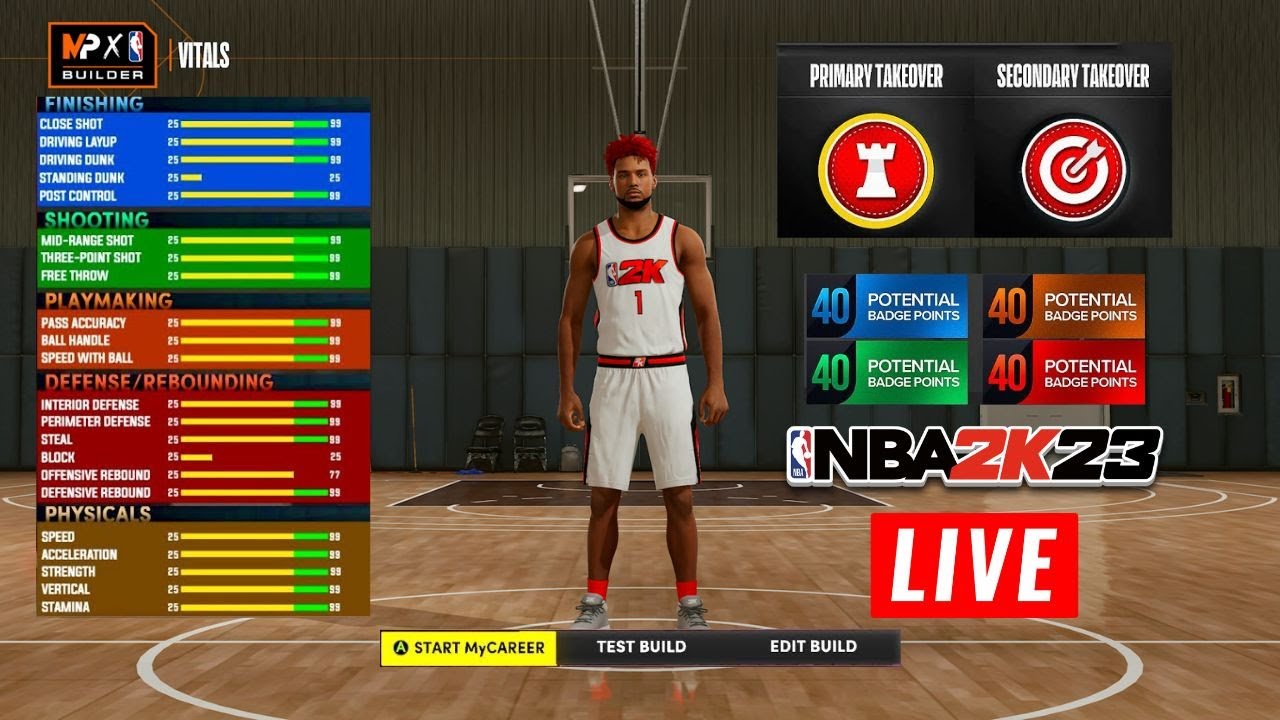 MP X
BUILDER
VITALS
FINISHING
CLOSE SHOT 25 99
DRIVING LAYUP 25 99
DRIVING DUNK 25 99
STANDING DUNK 25 25
POST CONTROL 25 99
SHOOTING
MID-RANGE SHOT 25 99
THREE-POINT SHOT 25 99
FREE THROW 25 99
PLAYMAKING
PASS ACCURACY 25 99
BALL HANDLE 25 99
SPEED WITH BALL 25 99
DEFENSE/REBOUNDING
INTERIOR DEFENSE 25 99
PERIMETER DEFENSE 25 99
STEAL 25 99
BLOCK 25 25
OFFENSIVE REBOUND 25 77
DEFENSIVE REBOUND 25 99
PHYSICALS
SPEED 25 99
ACCELERATION 25 99
STRENGTH 25 99
VERTICAL 25 99
STAMINA 25 99
2K
1
PRIMARY TAKEOVER SECONDARY TAKEOVER
40 POTENTIAL BADGE POINTS
40 POTENTIAL BADGE POINTS
40 POTENTIAL BADGE POINTS
40 POTENTIAL BADGE POINTS
NBA NBA2K23
LIVE
A START MyCAREER TEST BUILD EDIT BUILD